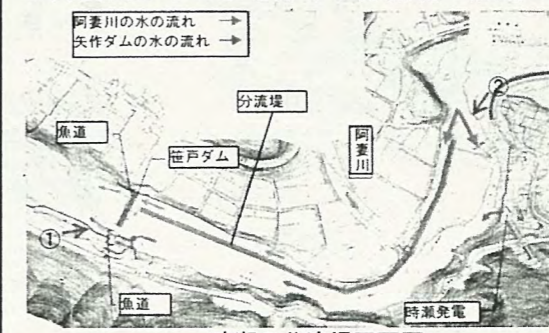 阿妻川の水の流れ →
矢作ダムの水の流れ →
②
分流堤
阿妻川
魚道
笹戸ダム
①
魚道
時瀬発電